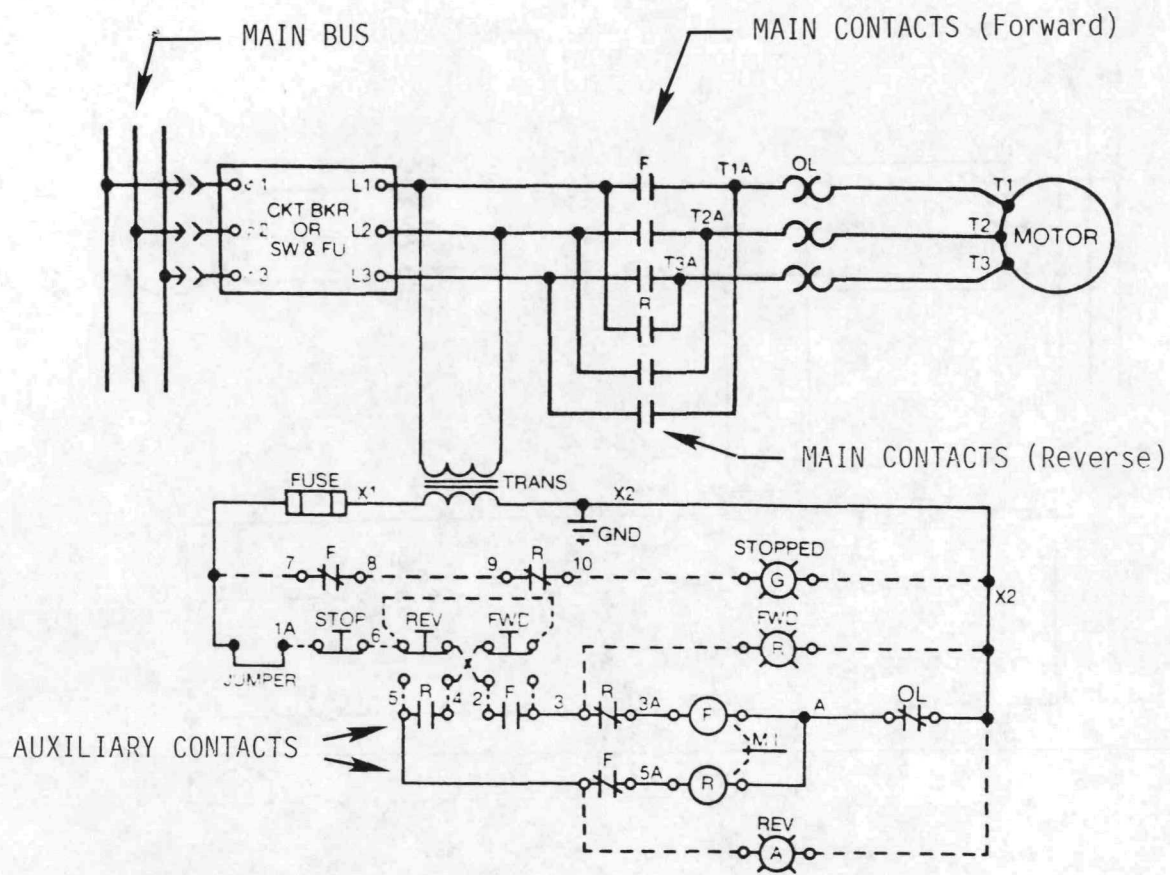 MAIN BUS
MAIN CONTACTS (Forward)
F
T1A
OL
L1
T1
CKT BKR
OR
SW & FU
L2
T2A
T2
MOTOR
L3
T3A
T3
R
MAIN CONTACTS (Reverse)
TRANS
FUSE
X1
X2
GND
STOPPED
7
F
8
9
R
10
G
X2
1A
STOP
6
REV
FWD
FWD
R
JUMPER
x
5
R
4
2
F
3
R
3A
F
A
OL
AUXILIARY CONTACTS
M.I.
F
5A
R
REV
A